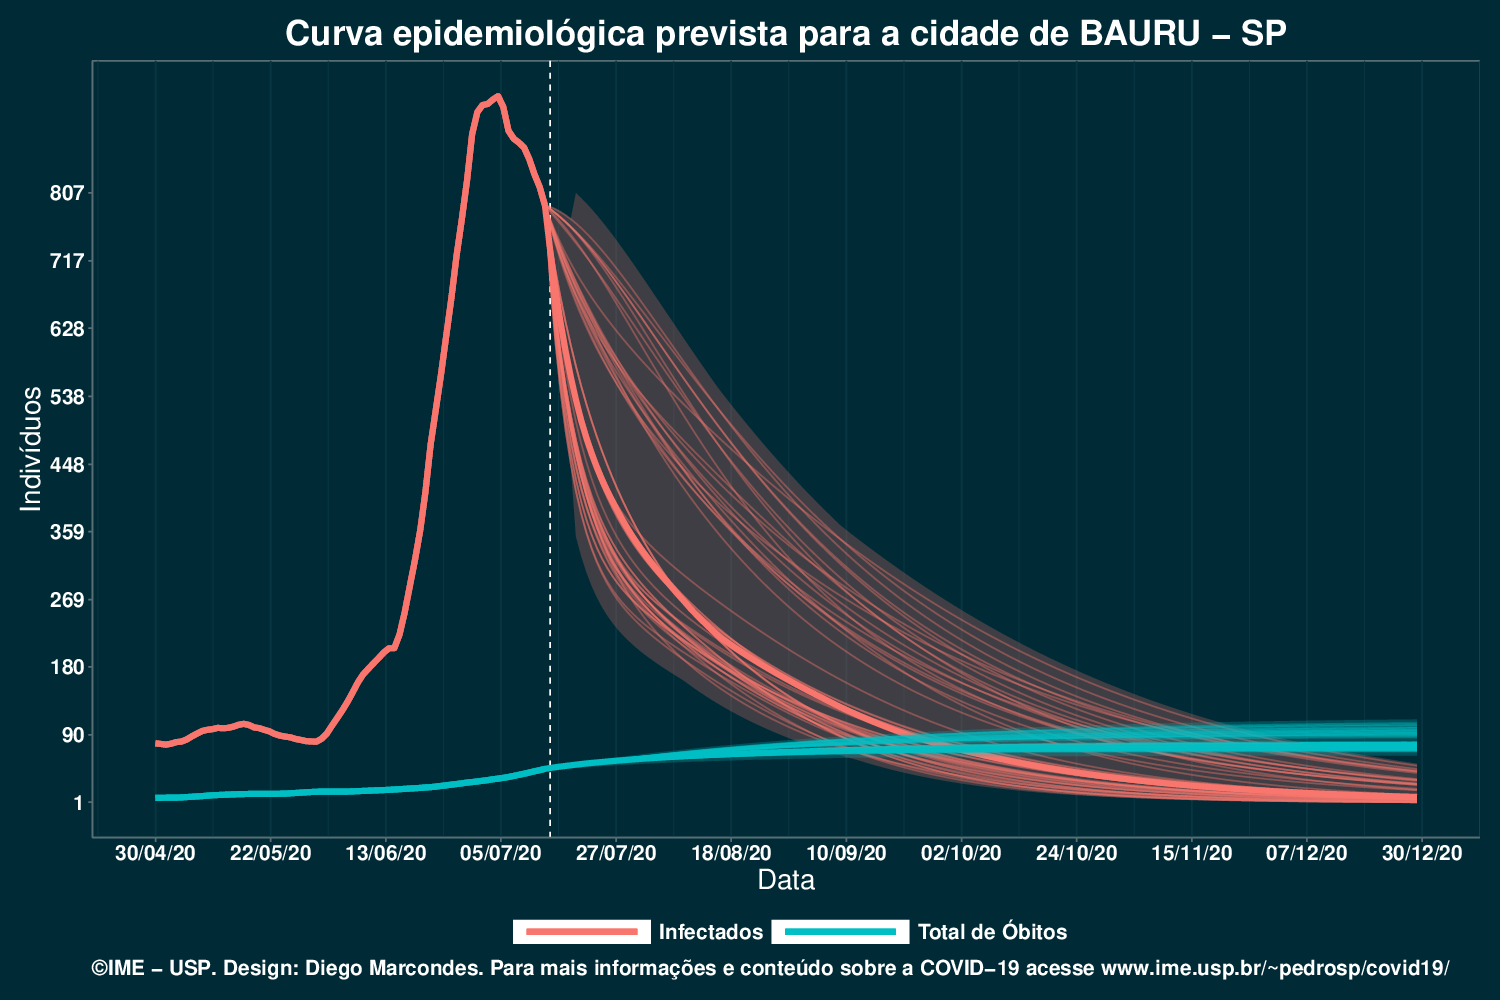 Curva epidemiológica prevista para a cidade de BAURU − SP
Indivíduos
807
717
628
538
448
359
269
180
90
1
30/04/20 22/05/20 13/06/20 05/07/20 27/07/20 18/08/20 10/09/20 02/10/20 24/10/20 15/11/20 07/12/20 30/12/20
Data
Infectados Total de Óbitos
©IME − USP. Design: Diego Marcondes. Para mais informações e conteúdo sobre a COVID−19 acesse www.ime.usp.br/~pedrosp/covid19/